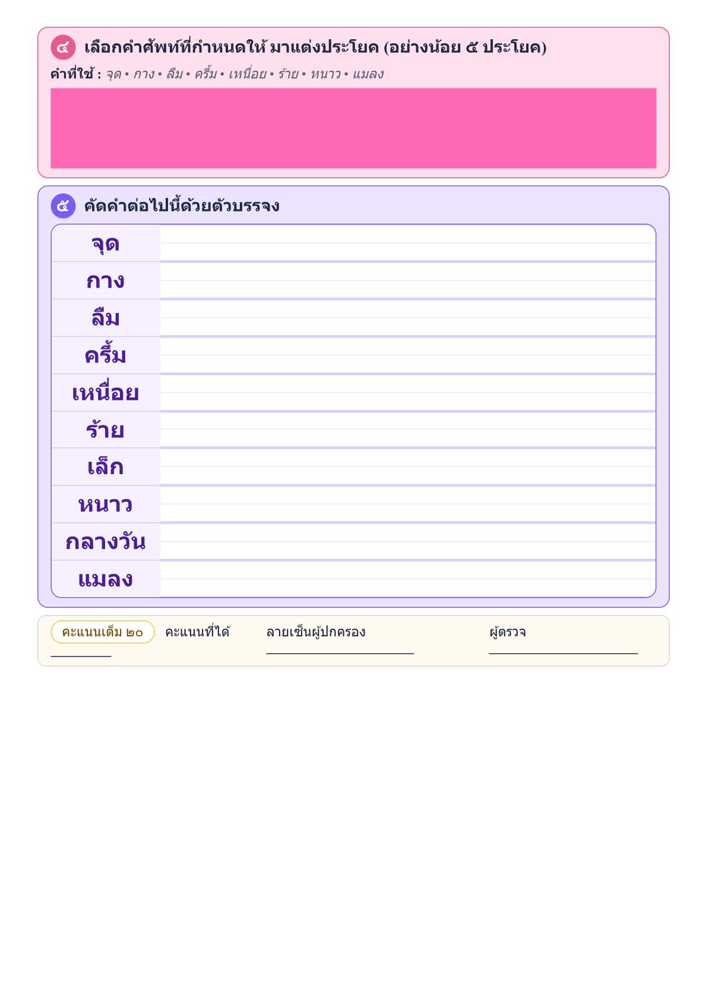 ๔ เลือกคำศัพท์ที่กำหนดให้ มาแต่งประโยค (อย่างน้อย ๕ ประโยค)
คำที่ใช้ : จุด • กาง • ลืม • ครึ้ม • เหนื่อย • ร้าย • หนาว • แมลง
๕ คัดคำต่อไปนี้ด้วยตัวบรรจง
จุด
กาง
ลืม
ครึ้ม
เหนื่อย
ร้าย
เล็ก
หนาว
กลางวัน
แมลง
คะแนนเต็ม ๒๐ คะแนนที่ได้ ลายเซ็นผู้ปกครอง ผู้ตรวจ